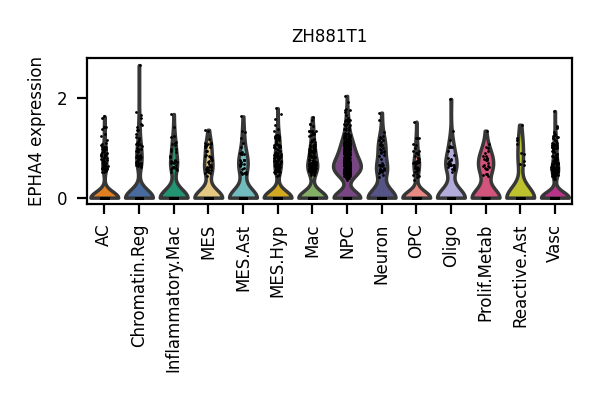 ZH881T1
EPHA4 expression
2
0
AC
Chromatin.Reg
Inflammatory.Mac
MES
MES.Ast
MES.Hyp
Mac
NPC
Neuron
OPC
Oligo
Prolif.Metab
Reactive.Ast
Vasc